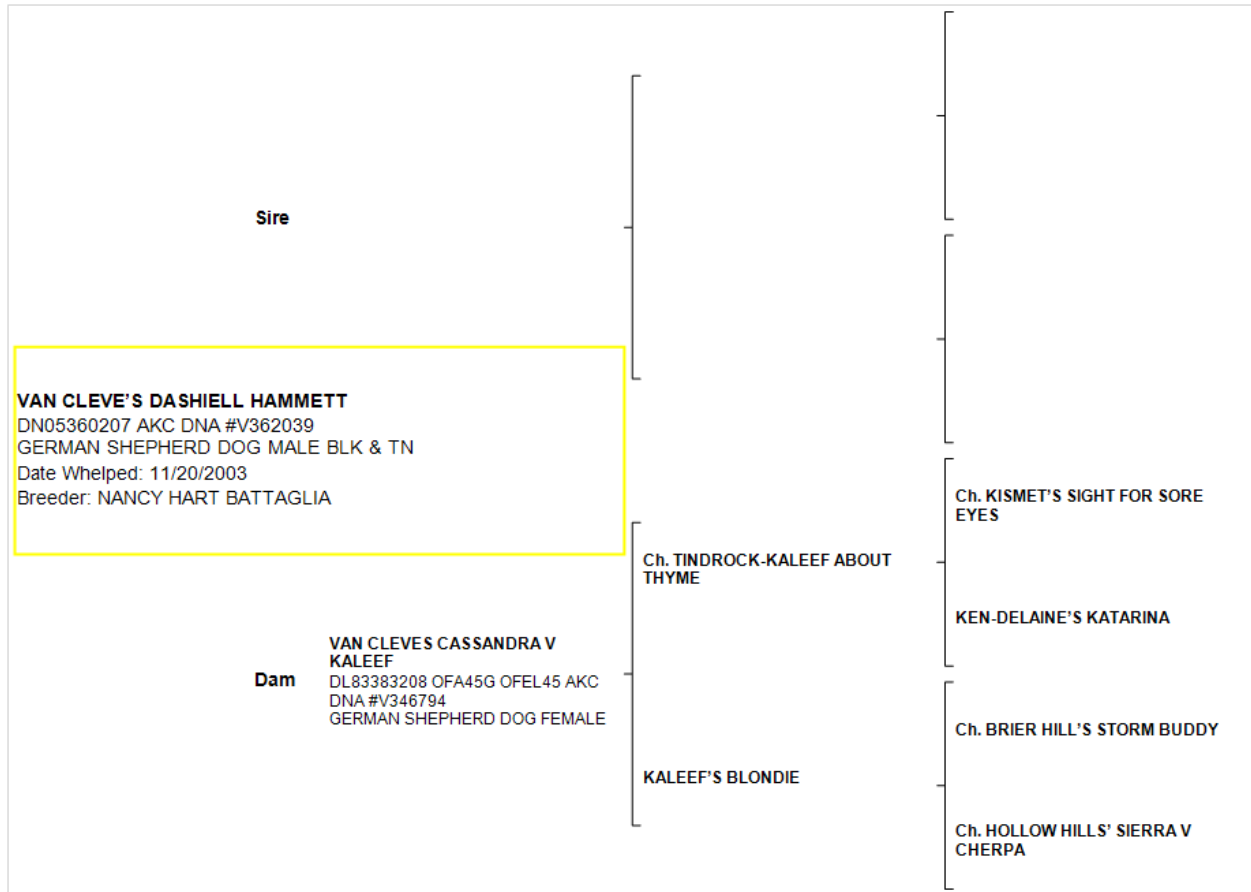 Sire
VAN CLEVE'S DASHIELL HAMMETT
DN05360207 AKC DNA #V362039
GERMAN SHEPHERD DOG MALE BLK & TN
Date Whelped: 11/20/2003
Breeder: NANCY HART BATTAGLIA
Dam
VAN CLEVES CASSANDRA V
KALEEF
DL83383208 OFA45G OFEL45 AKC
DNA #V346794
GERMAN SHEPHERD DOG FEMALE
Ch. TINDROCK-KALEEF ABOUT
THYME
KALEEF'S BLONDIE
Ch. KISMET'S SIGHT FOR SORE
EYES
KEN-DELAINE'S KATARINA
Ch. BRIER HILL'S STORM BUDDY
Ch. HOLLOW HILLS' SIERRA V
CHERPA